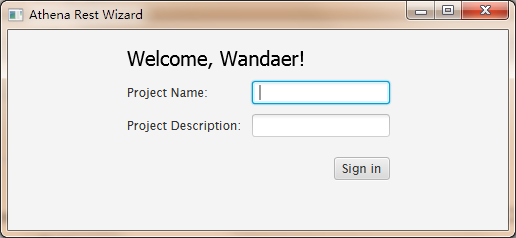 Athena Rest Wizard
Welcome, Wandaer!
Project Name:
Project Description:
Sign in